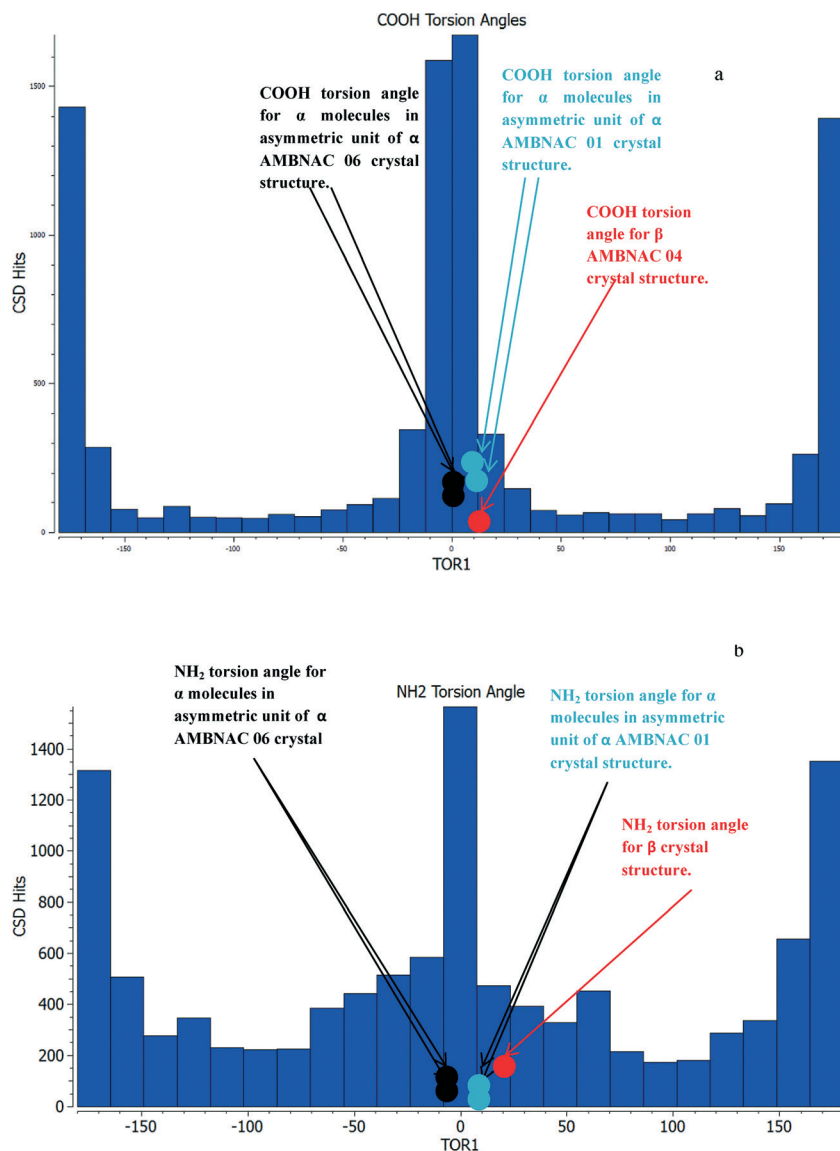 COOH Torsion Angles
a
COOH torsion angle
for α molecules in
asymmetric unit of α
AMBNAC 06 crystal
structure.
COOH torsion angle
for α molecules in
asymmetric unit of α
AMBNAC 01 crystal
structure.
COOH torsion
angle for β
AMBNAC 04
crystal structure.
CSD Hits
1500
1000
500
0
-150
-100
-50
0
50
100
150
TOR1
b
NH2 Torsion Angle
NH₂ torsion angle for
α molecules in
asymmetric unit of α
AMBNAC 06 crystal
NH₂ torsion angle for α
molecules in asymmetric
unit of α AMBNAC 01
crystal structure.
NH₂ torsion angle
for β crystal
structure.
CSD Hits
1400
1200
1000
800
600
400
200
0
-150
-100
-50
0
50
100
150
TOR1